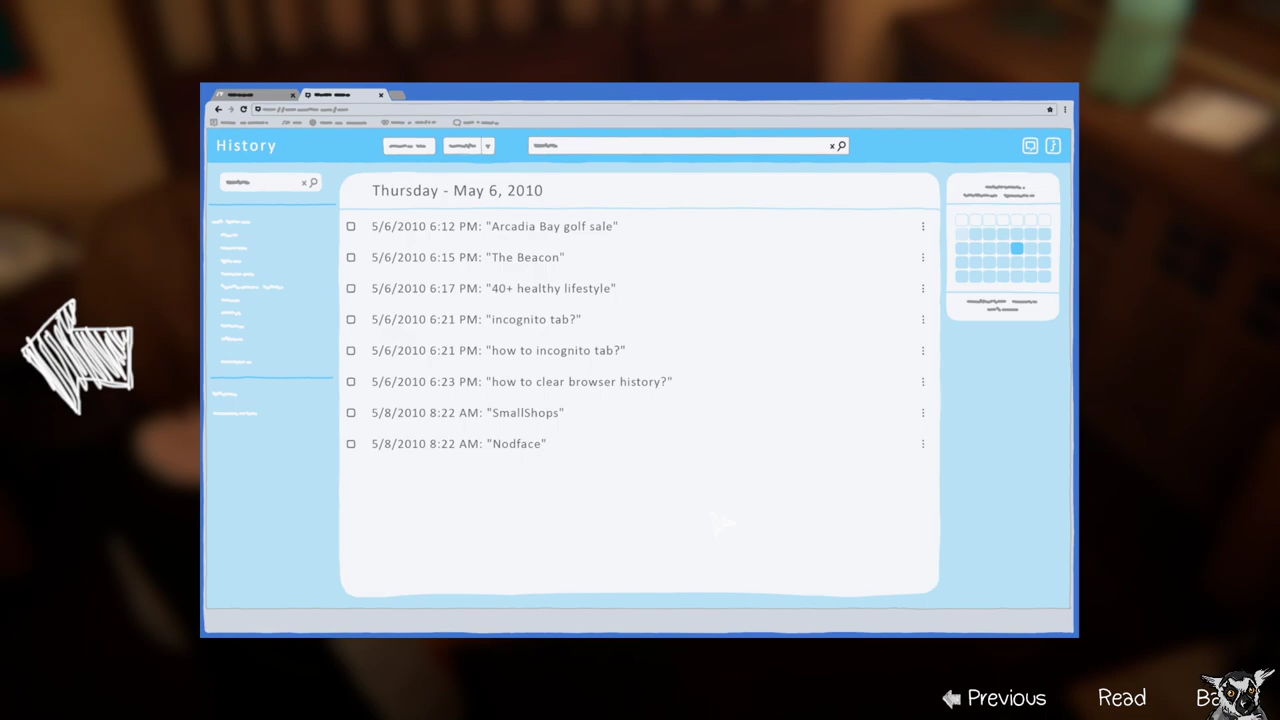 History
Thursday - May 6, 2010
5/6/2010 6:12 PM: "Arcadia Bay golf sale"
5/6/2010 6:15 PM: "The Beacon"
5/6/2010 6:17 PM: "40+ healthy lifestyle"
5/6/2010 6:21 PM: "incognito tab?"
5/6/2010 6:21 PM: "how to incognito tab?"
5/6/2010 6:23 PM: "how to clear browser history?"
5/8/2010 8:22 AM: "SmallShops"
5/8/2010 8:22 AM: "Nodface"
Previous
Read